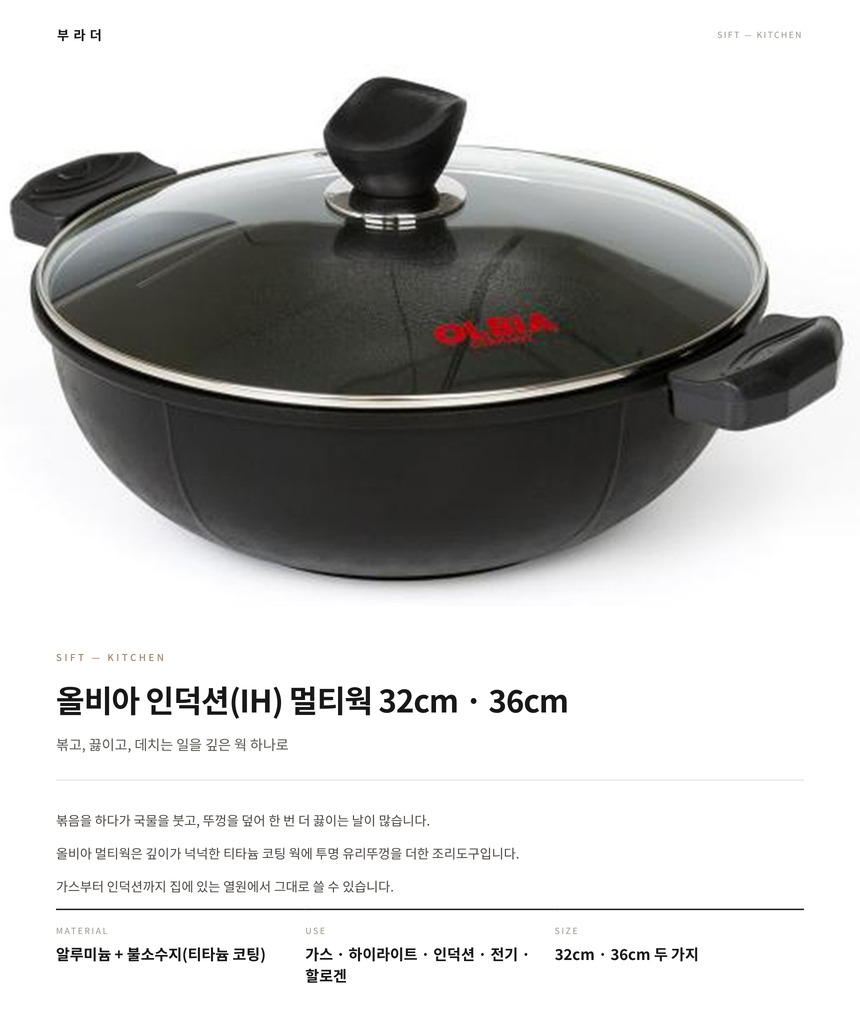 부라더
SIFT — KITCHEN
OLBIA
SIFT — KITCHEN
올비아 인덕션(IH) 멀티웍 32cm · 36cm
볶고, 끓이고, 데치는 일을 깊은 웍 하나로
볶음을 하다가 국물을 붓고, 뚜껑을 덮어 한 번 더 끓이는 날이 많습니다.
올비아 멀티웍은 깊이가 넉넉한 티타늄 코팅 웍에 투명 유리뚜껑을 더한 조리도구입니다.
가스부터 인덕션까지 집에 있는 열원에서 그대로 쓸 수 있습니다.
MATERIAL
알루미늄 + 불소수지(티타늄 코팅)
USE
가스 · 하이라이트 · 인덕션 · 전기 ·
할로겐
SIZE
32cm · 36cm 두 가지